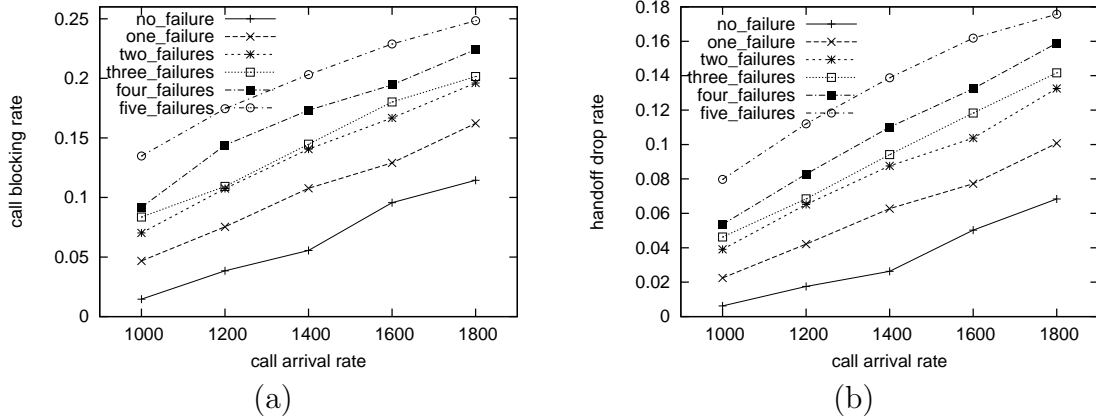 0.25
0.2
0.15
0.1
0.05
0
call blocking rate
no_failure
one_failure
two_failures
three_failures
four_failures
five_failures
1000 1200 1400 1600 1800
call arrival rate
(a)
0.18
0.16
0.14
0.12
0.1
0.08
0.06
0.04
0.02
0
handoff drop rate
no_failure
one_failure
two_failures
three_failures
four_failures
five_failures
1000 1200 1400 1600 1800
call arrival rate
(b)